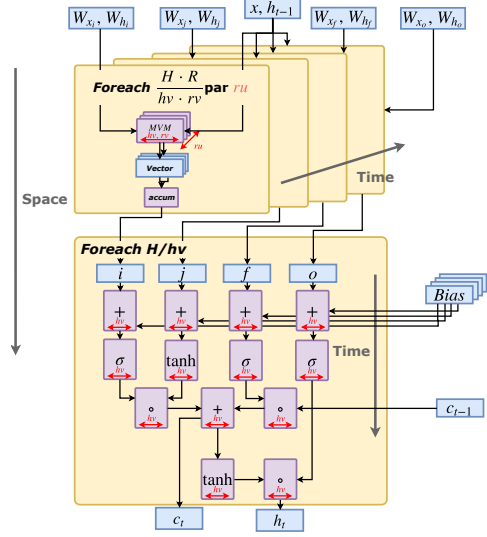 W_{x_i}, W_{h_i}
W_{x_j}, W_{h_j}
x, h_{t−1}
W_{x_f}, W_{h_f}
W_{x_o}, W_{h_o}
Foreach H · R / hv · rv par ru
MVM
hv, rv
ru
Vector
accum
Time
Space
Foreach H/hv
i
j
f
o
Bias
+
hv
+
hv
+
hv
+
hv
Time
σ
hv
tanh
hv
σ
hv
σ
hv
∘
hv
+
hv
∘
hv
c_{t−1}
tanh
hv
∘
hv
c_t
h_t